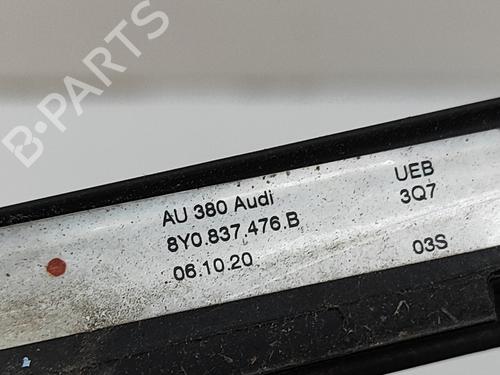 B-PARTS
AU 380 Audi UEB
8Y0.837.476.B 3Q7
06.10.20 03S